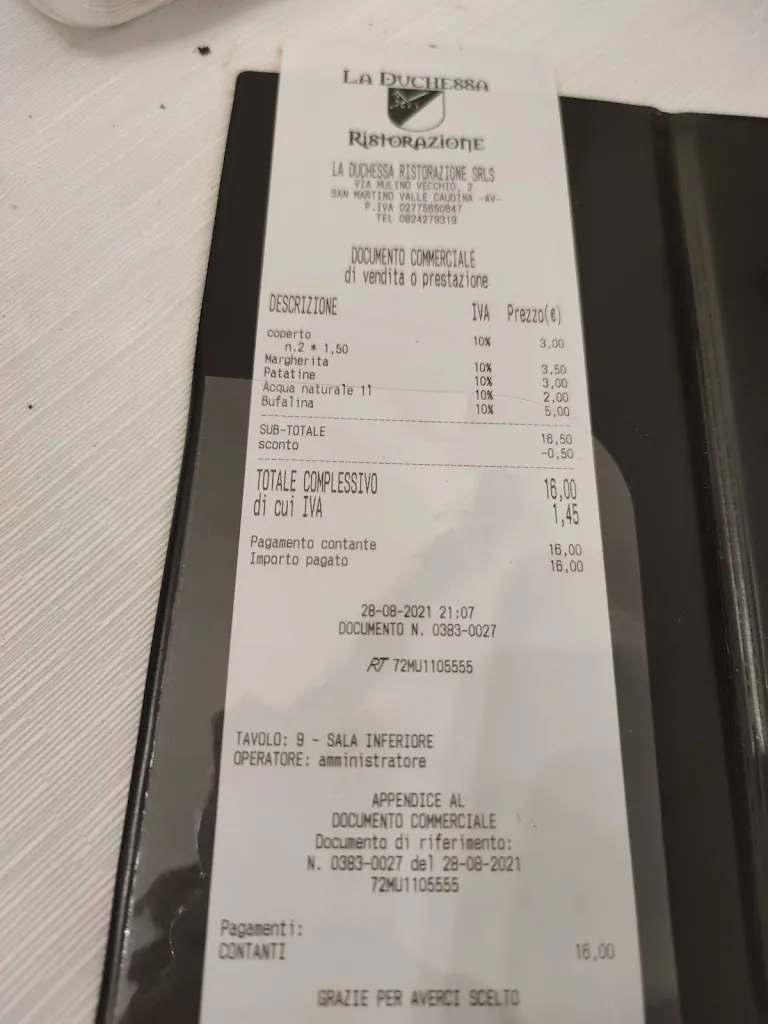 LA DUCHESSA
RISTORAZIONE
LA DUCHESSA RISTORAZIONE SRLS
VIA MULINO VECCHIO, 2
SAN MARTINO VALLE CAUDINA -AV-
P.IVA 02775650647
TEL 0824279319
DOCUMENTO COMMERCIALE
di vendita o prestazione
DESCRIZIONE IVA Prezzo(€)
coperto
n.2 * 1,50 10% 3,00
Margherita 10% 3,50
Patatine 10% 3,00
Acqua naturale 1l 10% 2,00
Bufalina 10% 5,00
SUB-TOTALE 16,50
sconto -0,50
TOTALE COMPLESSIVO 16,00
di cui IVA 1,45
Pagamento contante 16,00
Importo pagato 16,00
28-08-2021 21:07
DOCUMENTO N. 0383-0027
RT 72MU1105555
TAVOLO: 9 - SALA INFERIORE
OPERATORE: amministratore
APPENDICE AL
DOCUMENTO COMMERCIALE
Documento di riferimento:
N. 0383-0027 del 28-08-2021
72MU1105555
Pagamenti:
CONTANTI 16,00
GRAZIE PER AVERCI SCELTO